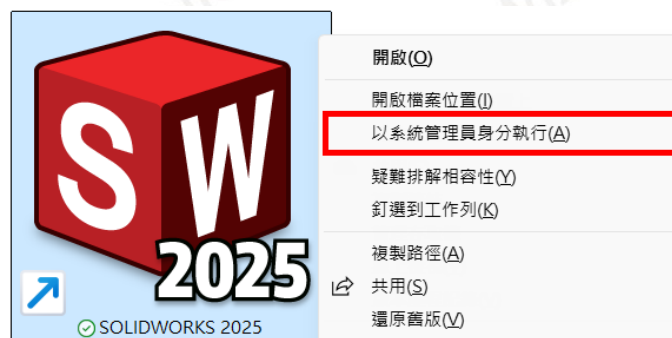 SW
2025
SOLIDWORKS 2025
開啟(O)
開啟檔案位置(I)
以系統管理員身分執行(A)
疑難排解相容性(Y)
釘選到工作列(K)
複製路徑(A)
共用(S)
還原舊版(V)